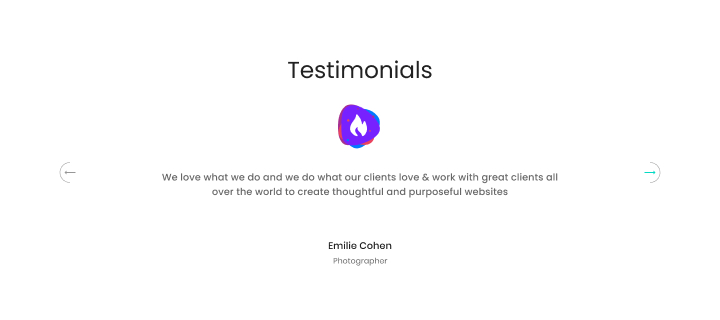 Testimonials
We love what we do and we do what our clients love & work with great clients all
over the world to create thoughtful and purposeful websites
Emilie Cohen
Photographer